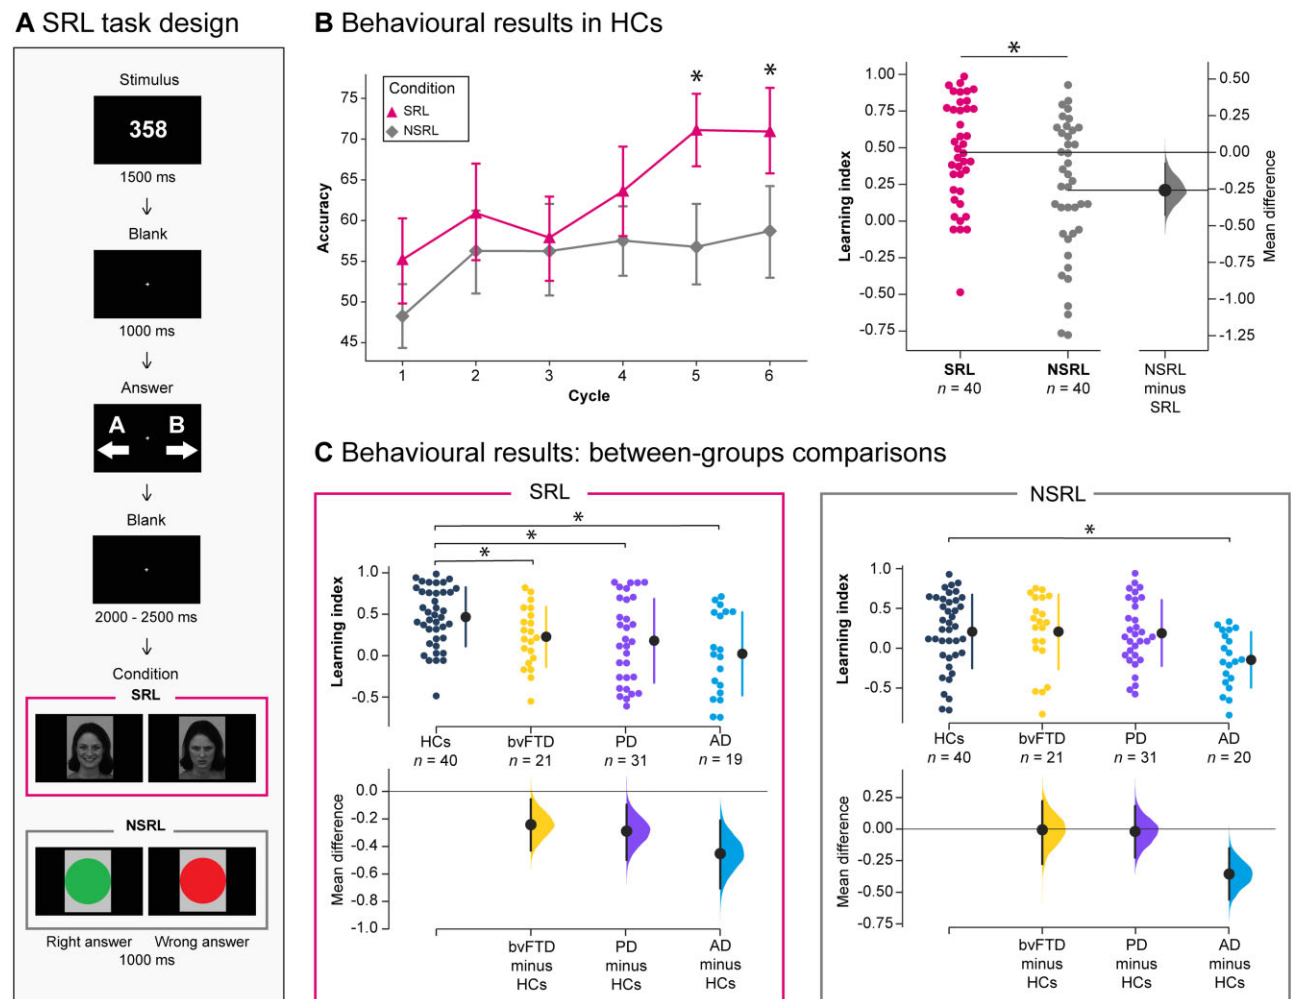 A SRL task design
Stimulus
358
1500 ms
Blank
1000 ms
Answer
A B
Blank
2000 - 2500 ms
Condition
SRL
NSRL
Right answer Wrong answer
1000 ms
B Behavioural results in HCs
Condition
SRL
NSRL
*
*
Accuracy
75
70
65
60
55
50
45
1 2 3 4 5 6
Cycle
*
Learning index
1.00
0.75
0.50
0.25
0.00
-0.25
-0.50
-0.75
0.50
0.25
0.00
-0.25
-0.50
-0.75
-1.00
-1.25
Mean difference
SRL
n = 40
NSRL
n = 40
NSRL
minus
SRL
C Behavioural results: between-groups comparisons
SRL
*
*
*
Learning index
1.0
0.5
0.0
-0.5
HCs bvFTD PD AD
n = 40 n = 21 n = 31 n = 19
Mean difference
0.0
-0.2
-0.4
-0.6
-0.8
-1.0
bvFTD PD AD
minus minus minus
HCs HCs HCs
NSRL
*
Learning index
1.0
0.5
0.0
-0.5
HCs bvFTD PD AD
n = 40 n = 21 n = 31 n = 20
Mean difference
0.25
0.00
-0.25
-0.50
-0.75
bvFTD PD AD
minus minus minus
HCs HCs HCs